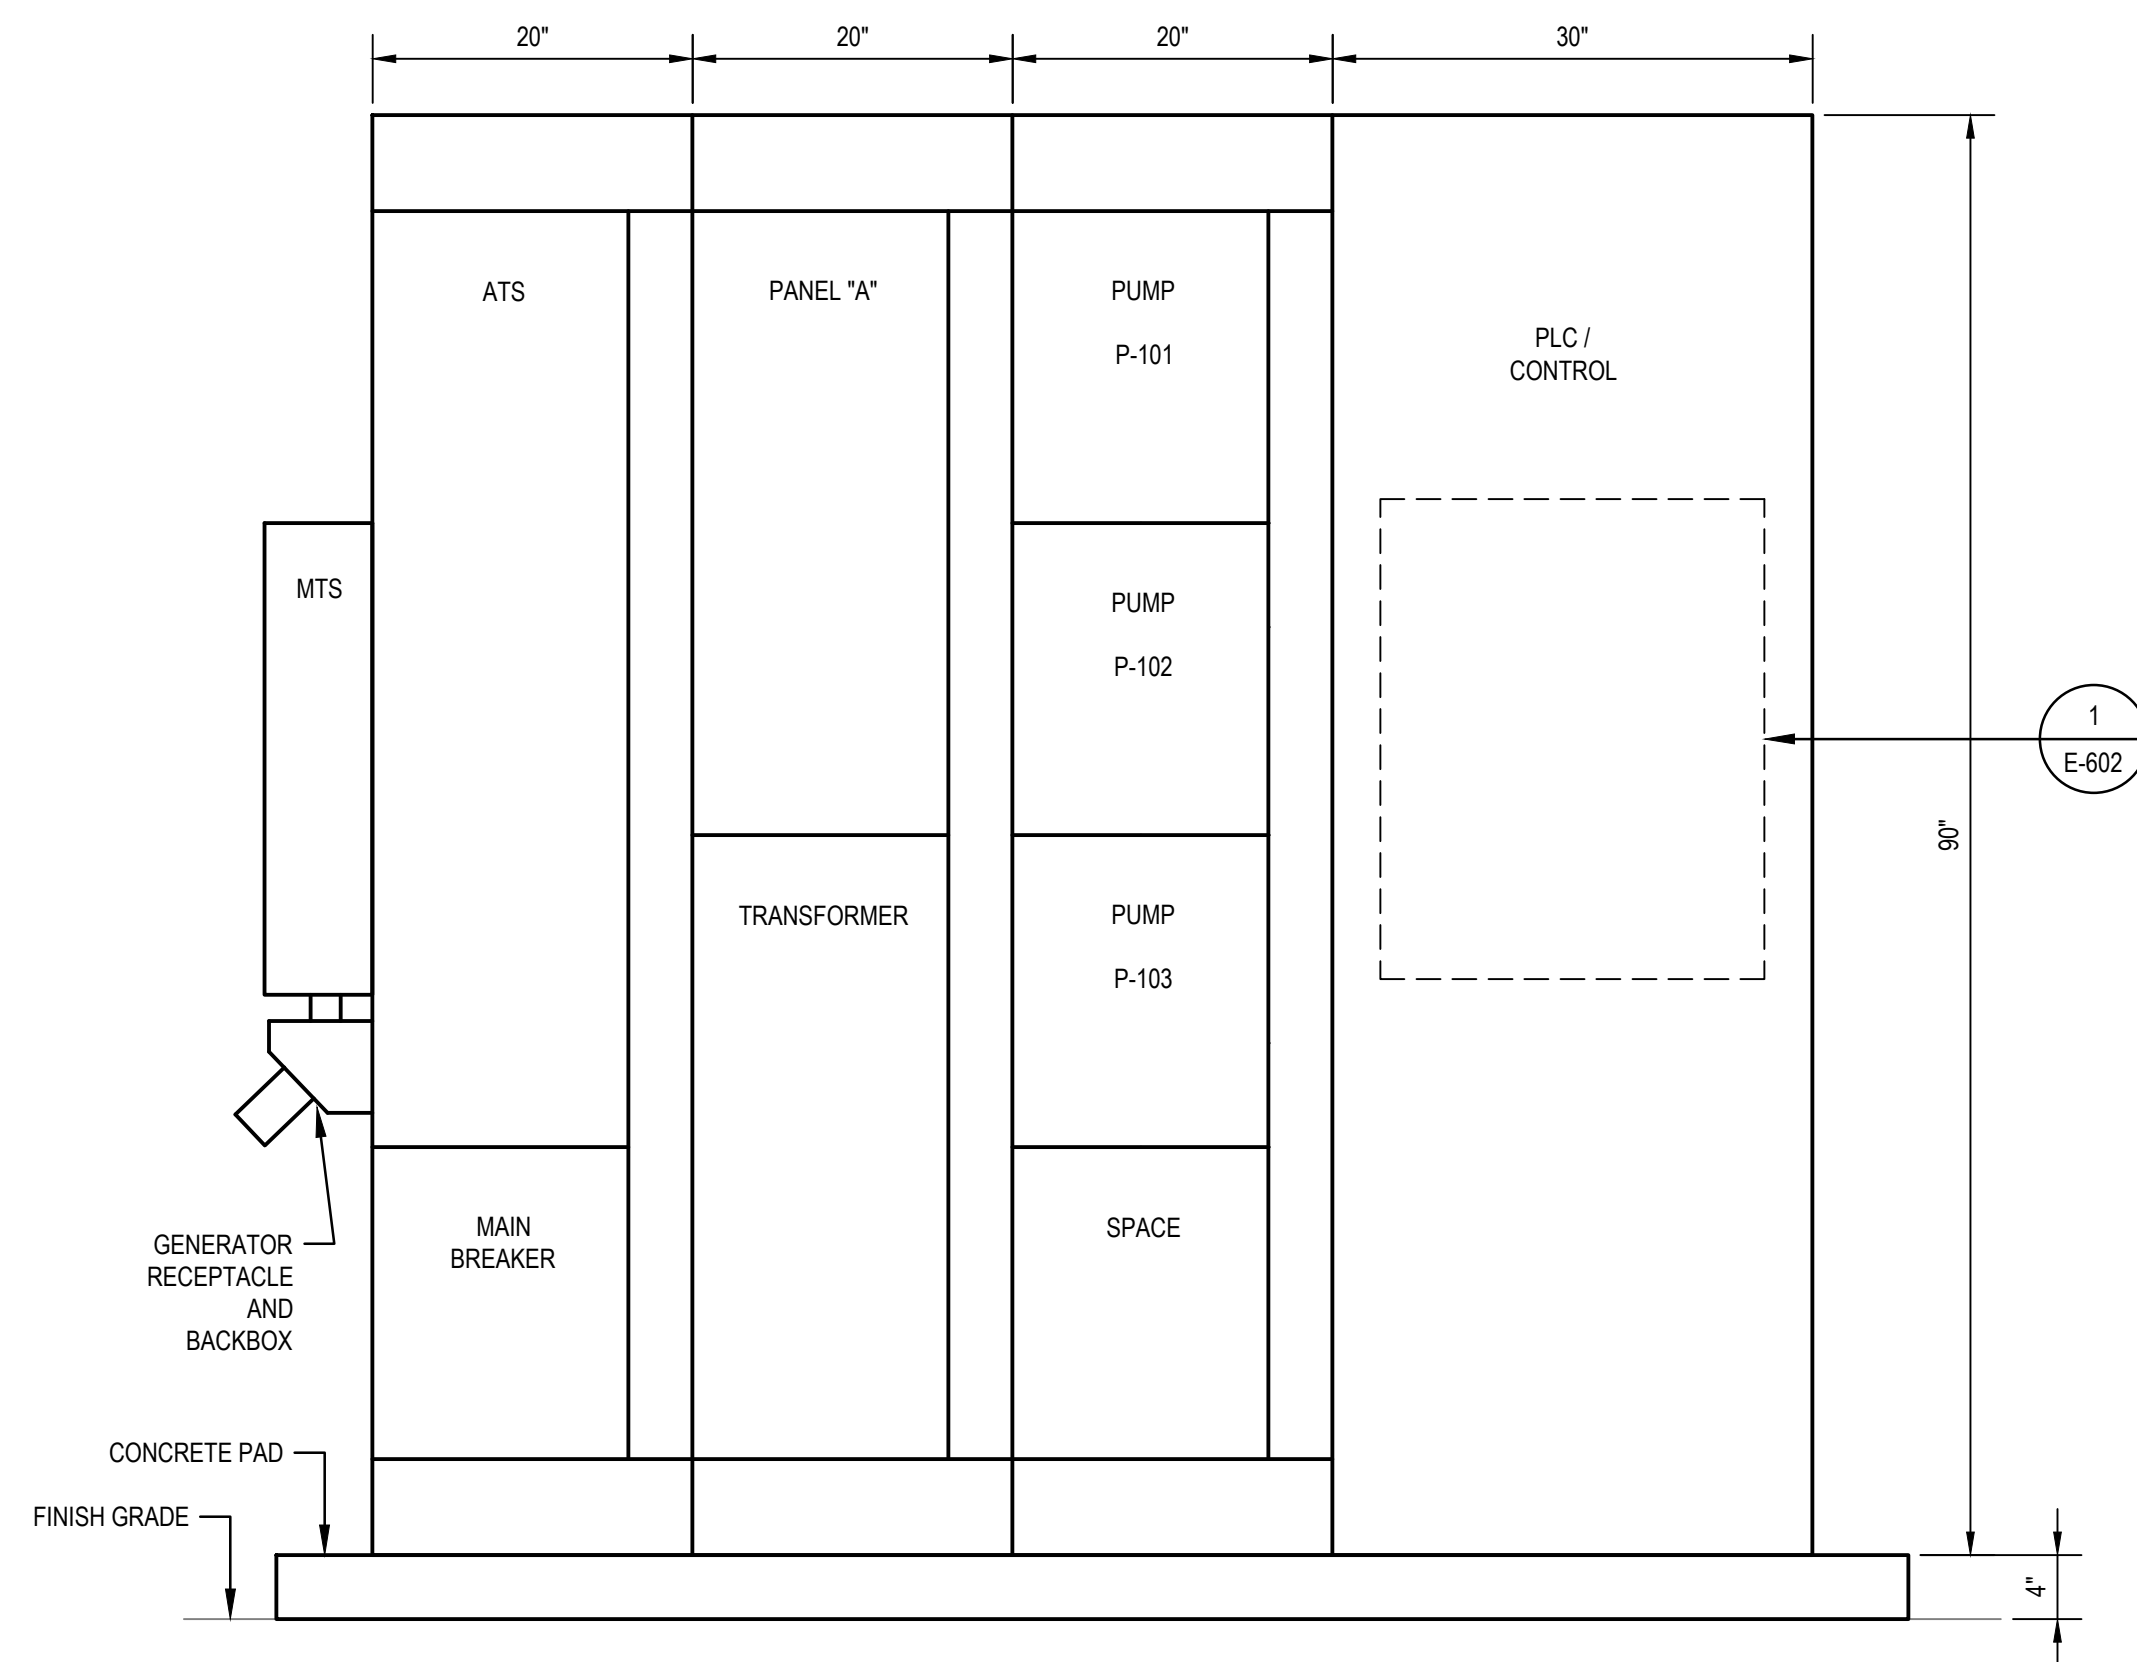 20"
20"
20"
30"
ATS
PANEL "A"
PUMP
P-101
PLC /
CONTROL
MTS
PUMP
P-102
1
E-602
90"
TRANSFORMER
PUMP
P-103
MAIN
BREAKER
SPACE
GENERATOR
RECEPTACLE
AND
BACKBOX
CONCRETE PAD
FINISH GRADE
4"